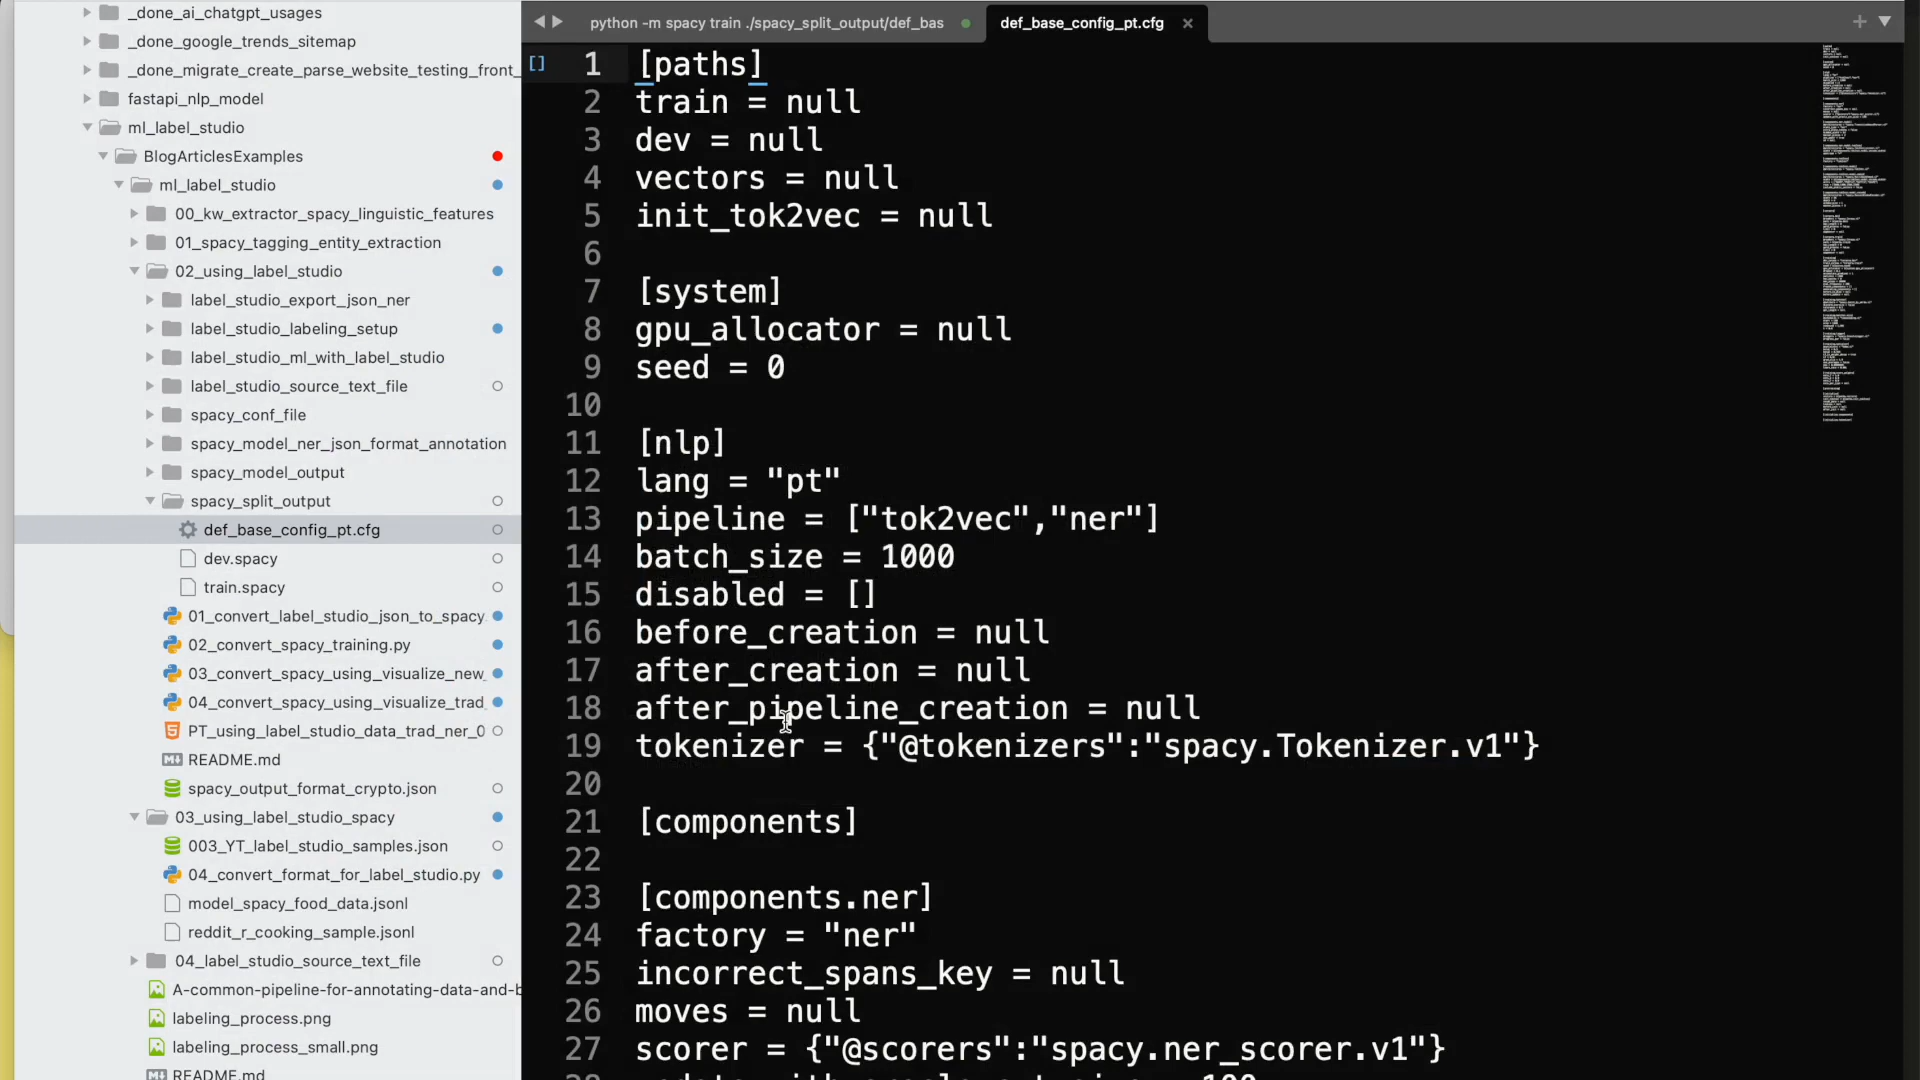 _done_ai_chatgpt_usages
_done_google_trends_sitemap
_done_migrate_create_parse_website_testing_front_
fastapi_nlp_model
ml_label_studio
BlogArticlesExamples
ml_label_studio
00_kw_extractor_spacy_linguistic_features
01_spacy_tagging_entity_extraction
02_using_label_studio
label_studio_export_json_ner
label_studio_labeling_setup
label_studio_ml_with_label_studio
label_studio_source_text_file
spacy_conf_file
spacy_model_ner_json_format_annotation
spacy_model_output
spacy_split_output
def_base_config_pt.cfg
dev.spacy
train.spacy
01_convert_label_studio_json_to_spacy.
02_convert_spacy_training.py
03_convert_spacy_using_visualize_new_
04_convert_spacy_using_visualize_trad_
PT_using_label_studio_data_trad_ner_0
README.md
spacy_output_format_crypto.json
03_using_label_studio_spacy
003_YT_label_studio_samples.json
04_convert_format_for_label_studio.py
model_spacy_food_data.jsonl
reddit_r_cooking_sample.jsonl
04_label_studio_source_text_file
A-common-pipeline-for-annotating-data-and-b
labeling_process.png
labeling_process_small.png
README.md
python -m spacy train ./spacy_split_output/def_bas
def_base_config_pt.cfg ×
1 [paths]
2 train = null
3 dev = null
4 vectors = null
5 init_tok2vec = null
6
7 [system]
8 gpu_allocator = null
9 seed = 0
10
11 [nlp]
12 lang = "pt"
13 pipeline = ["tok2vec","ner"]
14 batch_size = 1000
15 disabled = []
16 before_creation = null
17 after_creation = null
18 after_pipeline_creation = null
19 tokenizer = {"@tokenizers":"spacy.Tokenizer.v1"}
20
21 [components]
22
23 [components.ner]
24 factory = "ner"
25 incorrect_spans_key = null
26 moves = null
27 scorer = {"@scorers":"spacy.ner_scorer.v1"}